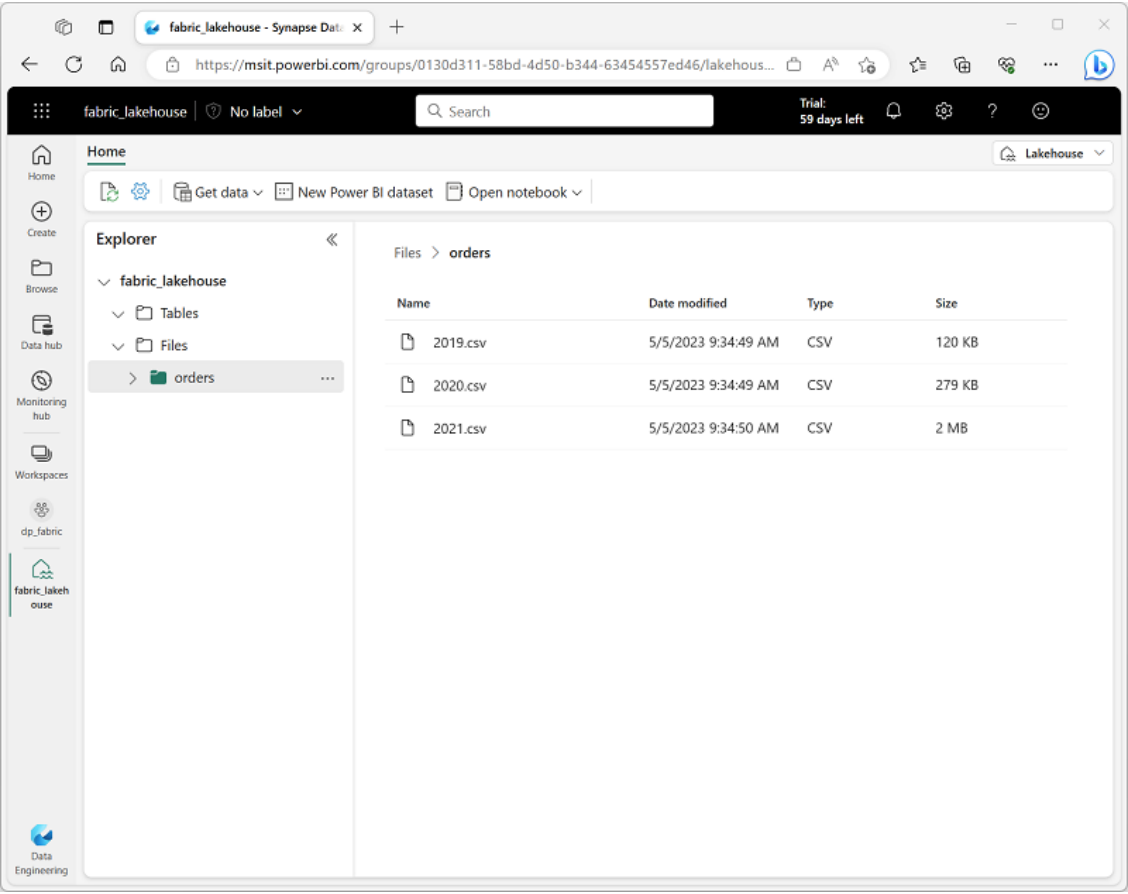 fabric_lakehouse - Synapse Data
https://msit.powerbi.com/groups/0130d311-58bd-4d50-b344-63454557ed46/lakehous...
fabric_lakehouse
No label
Search
Trial:
59 days left
Home
Create
Browse
Data hub
Monitoring
hub
Workspaces
dp_fabric
fabric_lakeh
ouse
Data
Engineering
Home
Lakehouse
Get data
New Power BI dataset
Open notebook
Explorer
fabric_lakehouse
Tables
Files
orders
Files > orders
Name Date modified Type Size
2019.csv 5/5/2023 9:34:49 AM CSV 120 KB
2020.csv 5/5/2023 9:34:49 AM CSV 279 KB
2021.csv 5/5/2023 9:34:50 AM CSV 2 MB